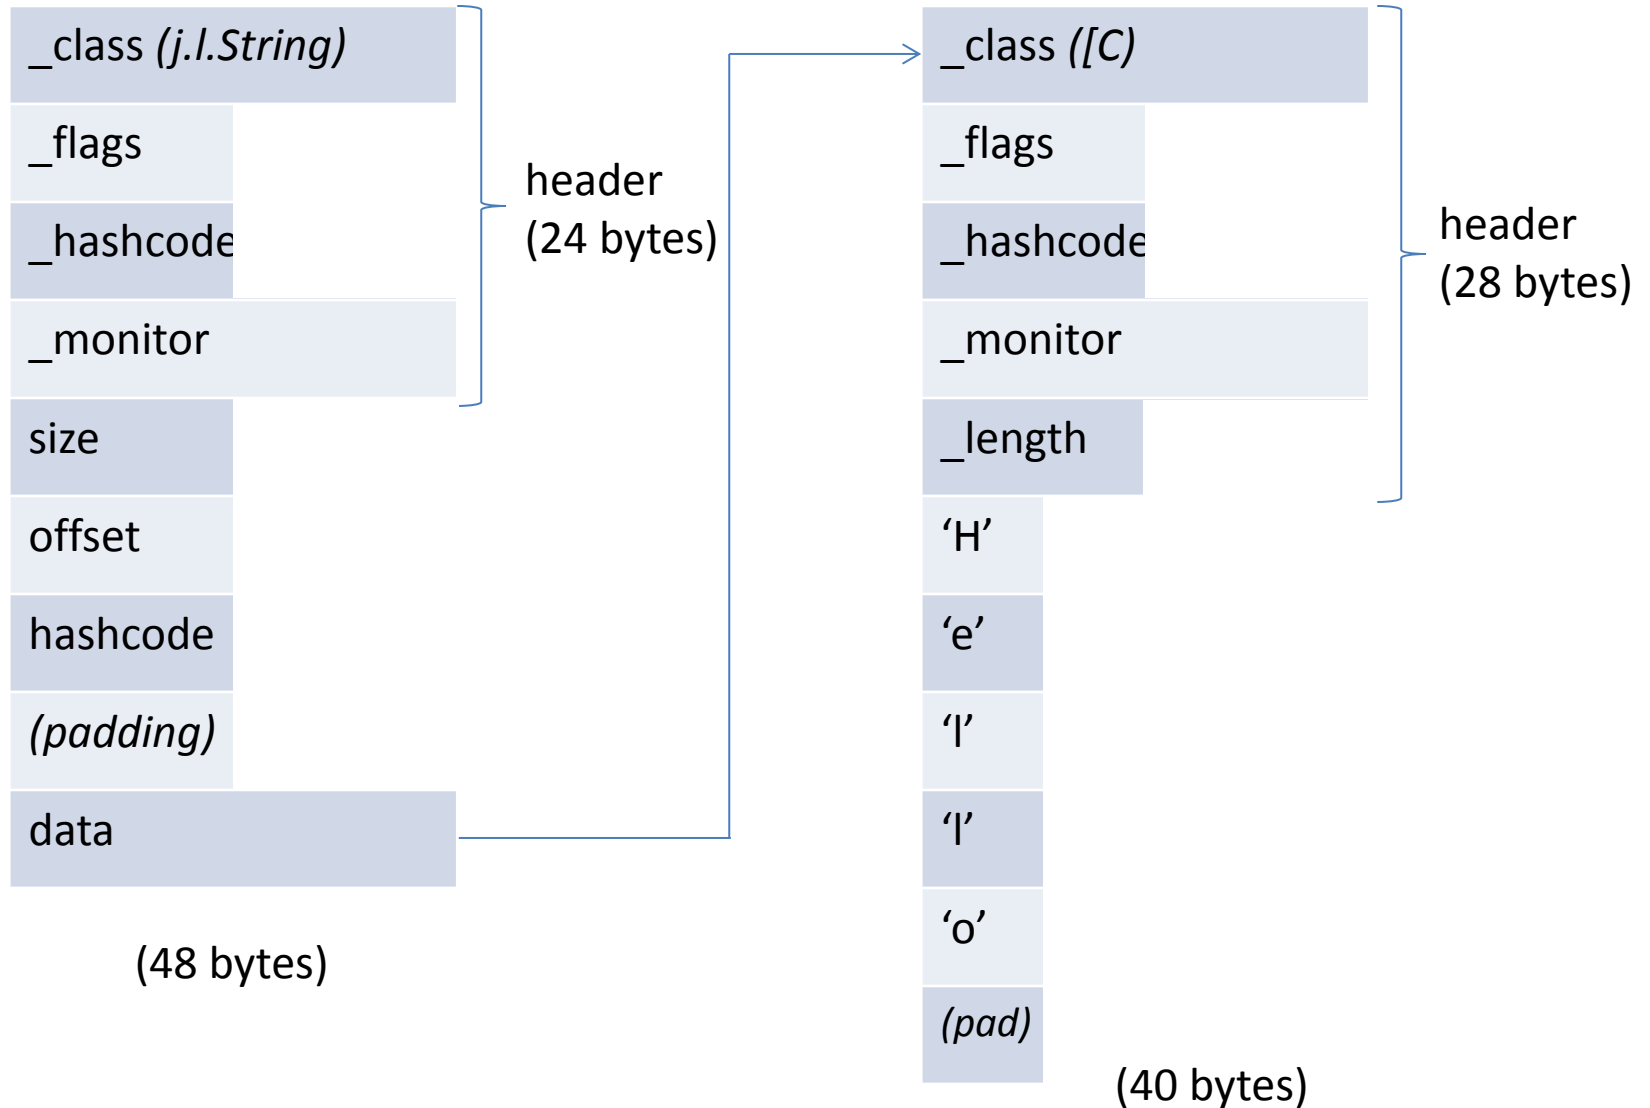 _class (j.l.String)
_flags
_hashcode
_monitor
size
offset
hashcode
(padding)
data
(48 bytes)
header
(24 bytes)
_class ([C)
_flags
_hashcode
_monitor
_length
‘H’
‘e’
‘l’
‘l’
‘o’
(pad)
(40 bytes)
header
(28 bytes)